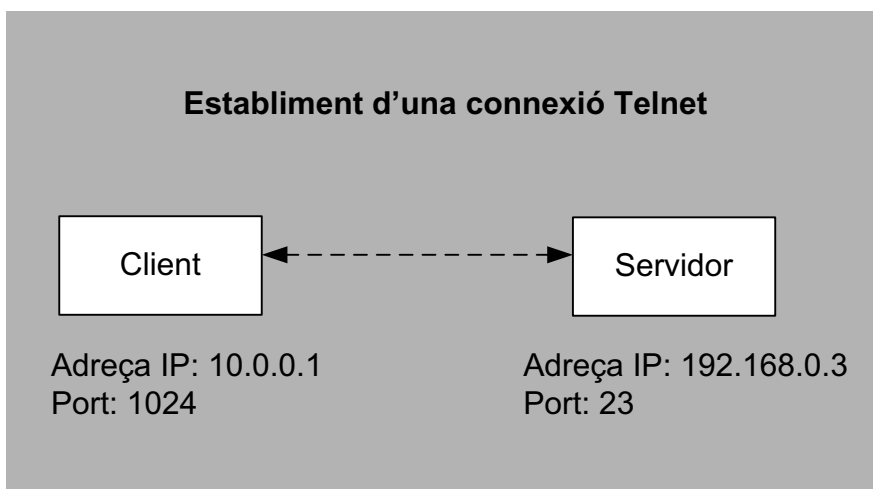 Establiment d’una connexió Telnet
Client
Servidor
Adreça IP: 10.0.0.1
Port: 1024
Adreça IP: 192.168.0.3
Port: 23